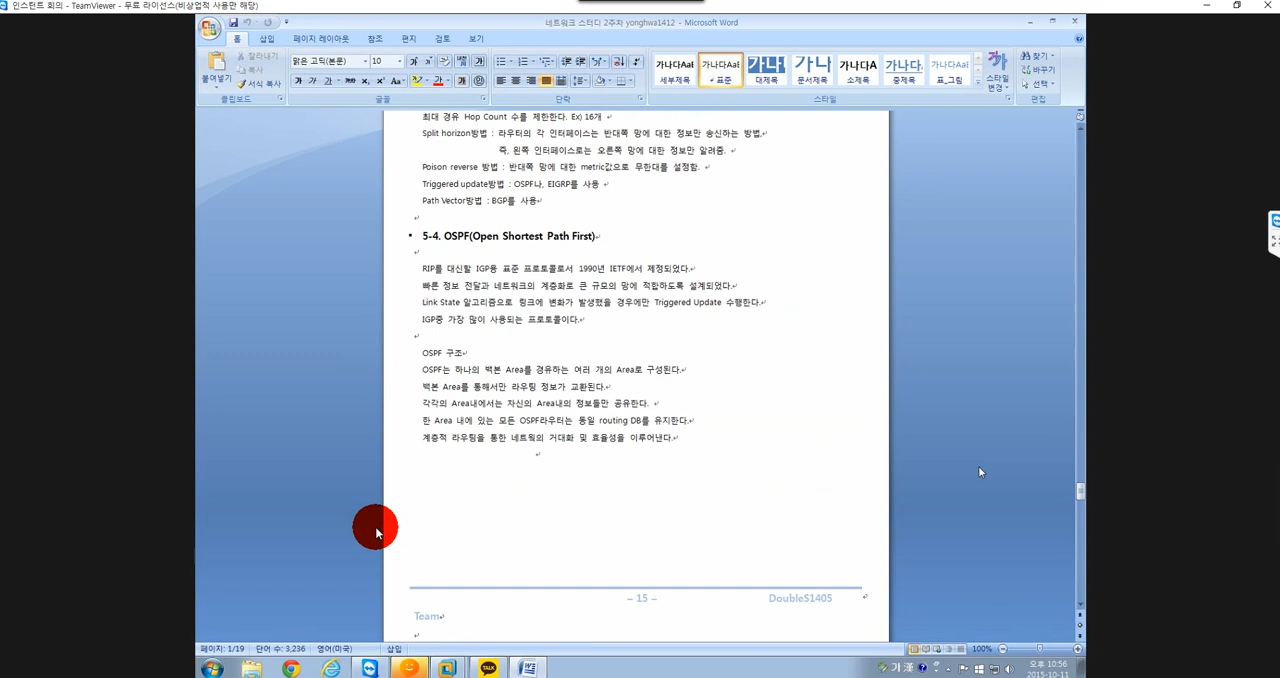 인스턴트 회의 - TeamViewer - 무료 라이선스(비상업적 사용만 해당)
네트워크 스터디 2주차 yonghwa1412 - Microsoft Word
홈 삽입 페이지 레이아웃 참조 편지 검토 보기
붙여넣기
잘라내기
복사
서식 복사
클립보드
맑은 고딕(본문) 10
글꼴
단락
가나다AaE 가나다AaE 가나다 가나다 가나다A 가나다 가나다AaE
세부제목 표준 대제목 문서제목 소제목 중제목 표_그림
스타일
스타일 변경
찾기
바꾸기
선택
편집
최대 경유 Hop Count 수를 제한한다. Ex) 16개
Split horizon방법 : 라우터의 각 인터페이스는 반대쪽 망에 대한 정보만 송신하는 방법,
즉, 왼쪽 인터페이스로는 오른쪽 망에 대한 정보만 알려줌.
Poison reverse 방법 : 반대쪽 망에 대한 metric값으로 무한대를 설정함.
Triggered update방법 : OSPF나, EIGRP를 사용
Path Vector방법 : BGP를 사용
▪ 5-4. OSPF(Open Shortest Path First)
RIP를 대신할 IGP용 표준 프로토콜로서 1990년 IETF에서 제정되었다.
빠른 정보 전달과 네트워크의 계층화로 큰 규모의 망에 적합하도록 설계되었다.
Link State 알고리즘으로 링크에 변화가 발생했을 경우에만 Triggered Update 수행한다.
IGP중 가장 많이 사용되는 프로토콜이다.
OSPF 구조
OSPF는 하나의 백본 Area를 경유하는 여러 개의 Area로 구성된다.
백본 Area를 통해서만 라우팅 정보가 교환된다.
각각의 Area내에서는 자신의 Area내의 정보들만 공유한다.
한 Area 내에 있는 모든 OSPF라우터는 동일 routing DB를 유지한다.
계층적 라우팅을 통한 네트웍의 거대화 및 효율성을 이루어낸다.
– 15 – DoubleS1405
Team
페이지: 1/19 단어 수: 3,236 영어(미국) 삽입 100%
TALK
기 漢
오후 10:56
2015-10-11